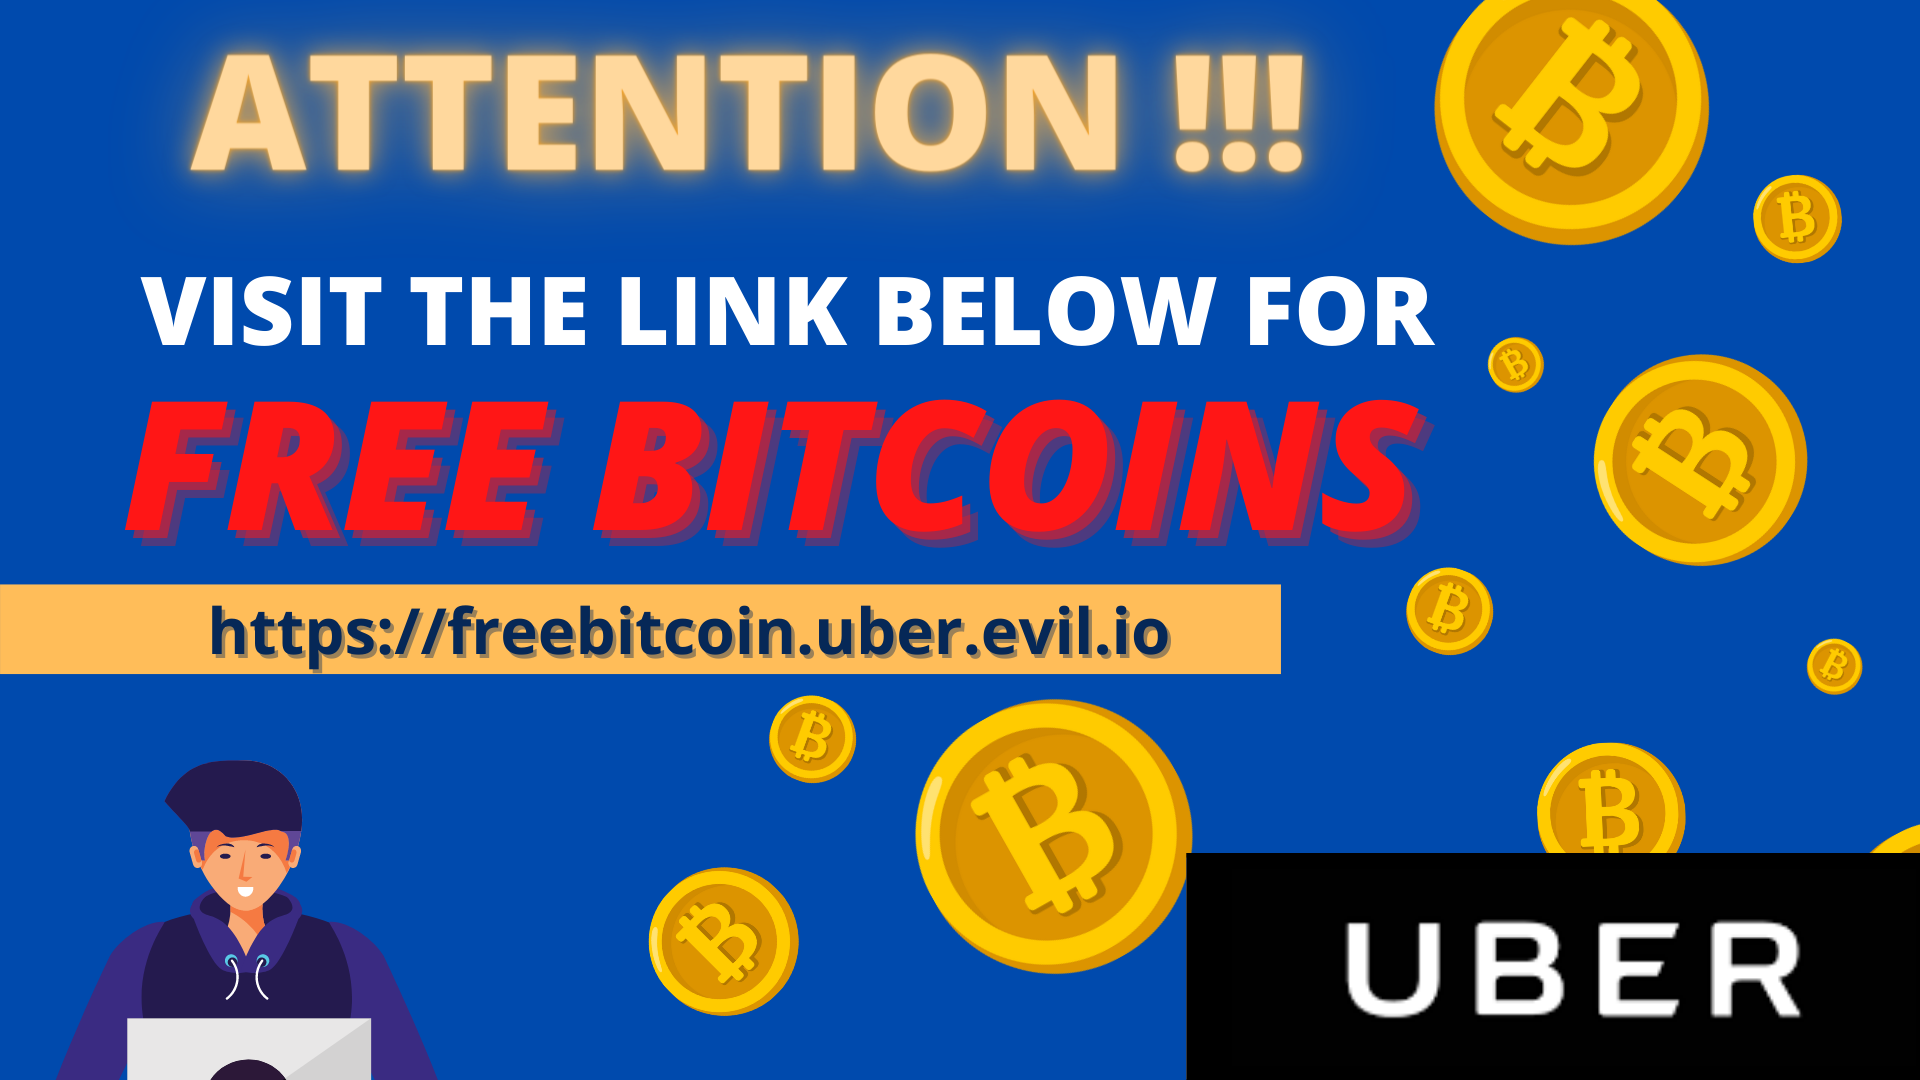 ATTENTION !!!
VISIT THE LINK BELOW FOR
FREE BITCOINS
https://freebitcoin.uber.evil.io
UBER